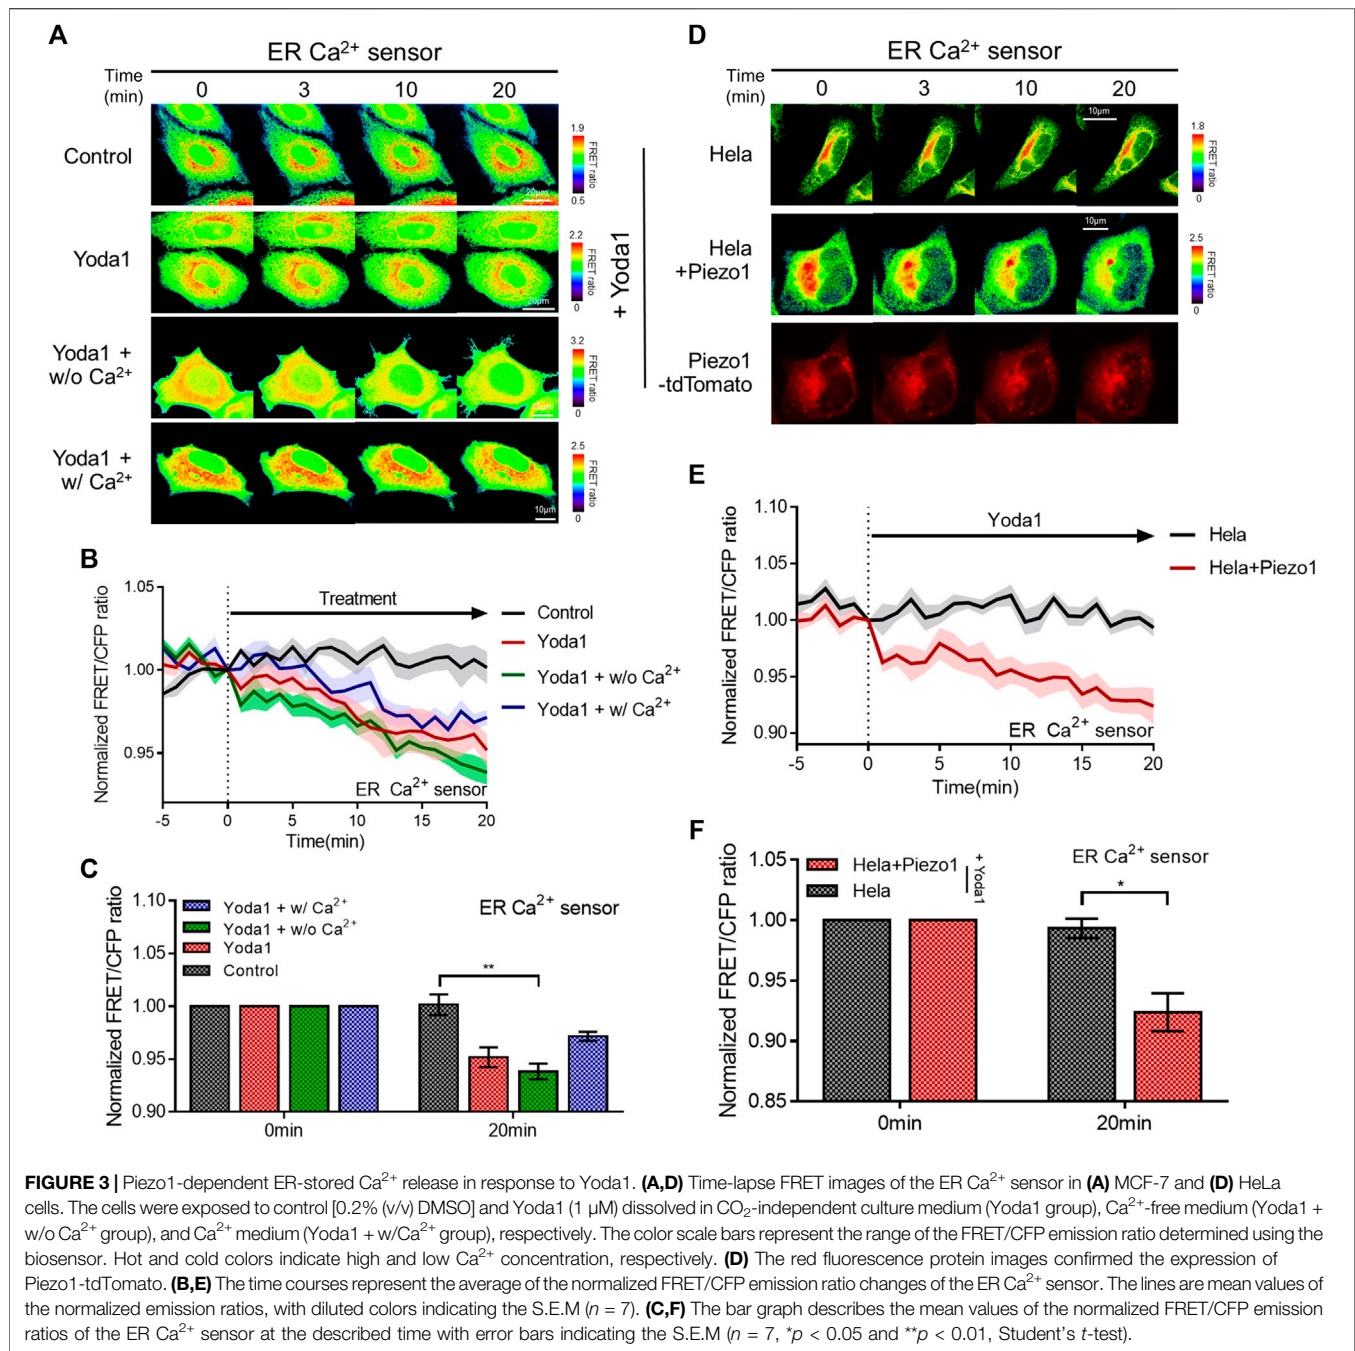 A
ER Ca²⁺ sensor
Time
(min)
0 3 10 20
Control
1.9
FRET ratio
0.5
20μm
Yoda1
2.2
FRET ratio
0
20μm
Yoda1 +
w/o Ca²⁺
3.2
FRET ratio
0
10μm
Yoda1 +
w/ Ca²⁺
2.5
FRET ratio
0
10μm
+ Yoda1
D
ER Ca²⁺ sensor
Time
(min)
0 3 10 20
Hela
10μm
1.8
FRET ratio
0
Hela
+Piezo1
10μm
2.5
FRET ratio
0
Piezo1
-tdTomato
B
Normalized FRET/CFP ratio
1.05
1.00
0.95
Treatment
Control
Yoda1
Yoda1 + w/o Ca²⁺
Yoda1 + w/ Ca²⁺
ER Ca²⁺ sensor
-5 0 5 10 15 20
Time(min)
C
Normalized FRET/CFP ratio
1.10
1.05
1.00
0.95
0.90
Yoda1 + w/ Ca²⁺
Yoda1 + w/o Ca²⁺
Yoda1
Control
ER Ca²⁺ sensor
**
0min 20min
E
Normalized FRET/CFP ratio
1.10
1.05
1.00
0.95
0.90
Yoda1
Hela
Hela+Piezo1
ER Ca²⁺ sensor
-5 0 5 10 15 20
Time(min)
F
Normalized FRET/CFP ratio
1.05
1.00
0.95
0.90
0.85
Hela+Piezo1
Hela
+ Yoda1
ER Ca²⁺ sensor
*
0min 20min
FIGURE 3 | Piezo1-dependent ER-stored Ca²⁺ release in response to Yoda1. (A,D) Time-lapse FRET images of the ER Ca²⁺ sensor in (A) MCF-7 and (D) HeLa
cells. The cells were exposed to control [0.2% (v/v) DMSO] and Yoda1 (1 μM) dissolved in CO₂-independent culture medium (Yoda1 group), Ca²⁺-free medium (Yoda1 +
w/o Ca²⁺ group), and Ca²⁺ medium (Yoda1 + w/Ca²⁺ group), respectively. The color scale bars represent the range of the FRET/CFP emission ratio determined using the
biosensor. Hot and cold colors indicate high and low Ca²⁺ concentration, respectively. (D) The red fluorescence protein images confirmed the expression of
Piezo1-tdTomato. (B,E) The time courses represent the average of the normalized FRET/CFP emission ratio changes of the ER Ca²⁺ sensor. The lines are mean values of
the normalized emission ratios, with diluted colors indicating the S.E.M (n = 7). (C,F) The bar graph describes the mean values of the normalized FRET/CFP emission
ratios of the ER Ca²⁺ sensor at the described time with error bars indicating the S.E.M (n = 7, *p < 0.05 and **p < 0.01, Student's t-test).